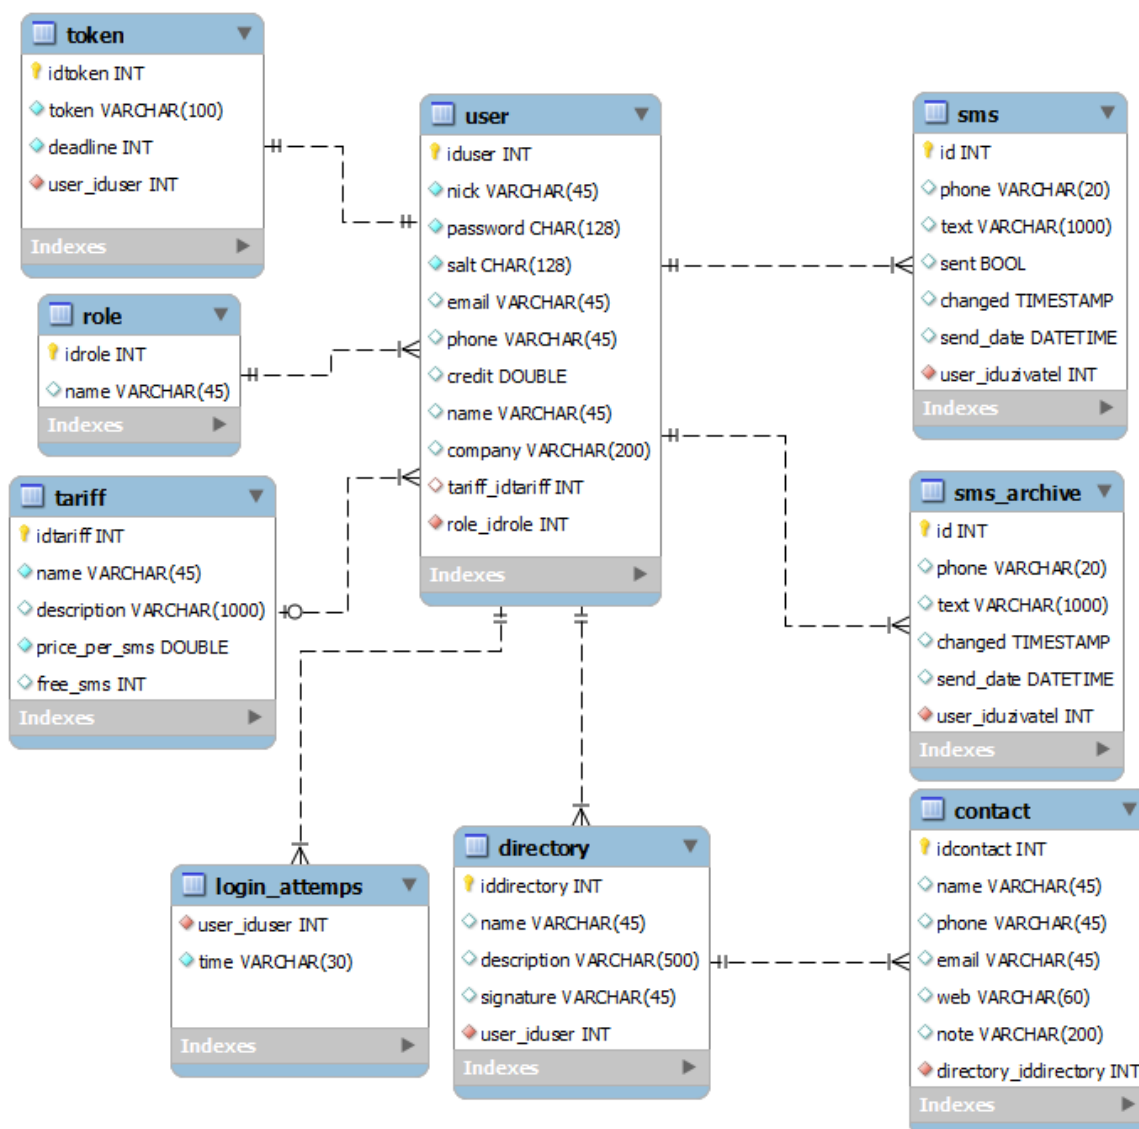 token
idtoken INT
token VARCHAR(100)
deadline INT
user_iduser INT
Indexes
role
idrole INT
name VARCHAR(45)
Indexes
tariff
idtariff INT
name VARCHAR(45)
description VARCHAR(1000)
price_per_sms DOUBLE
free_sms INT
Indexes
user
iduser INT
nick VARCHAR(45)
password CHAR(128)
salt CHAR(128)
email VARCHAR(45)
phone VARCHAR(45)
credit DOUBLE
name VARCHAR(45)
company VARCHAR(200)
tariff_idtariff INT
role_idrole INT
Indexes
sms
id INT
phone VARCHAR(20)
text VARCHAR(1000)
sent BOOL
changed TIMESTAMP
send_date DATETIME
user_iduzivatel INT
Indexes
sms_archive
id INT
phone VARCHAR(20)
text VARCHAR(1000)
changed TIMESTAMP
send_date DATETIME
user_iduzivatel INT
Indexes
login_attemps
user_iduser INT
time VARCHAR(30)
Indexes
directory
iddirectory INT
name VARCHAR(45)
description VARCHAR(500)
signature VARCHAR(45)
user_iduser INT
Indexes
contact
idcontact INT
name VARCHAR(45)
phone VARCHAR(45)
email VARCHAR(45)
web VARCHAR(60)
note VARCHAR(200)
directory_iddirectory INT
Indexes